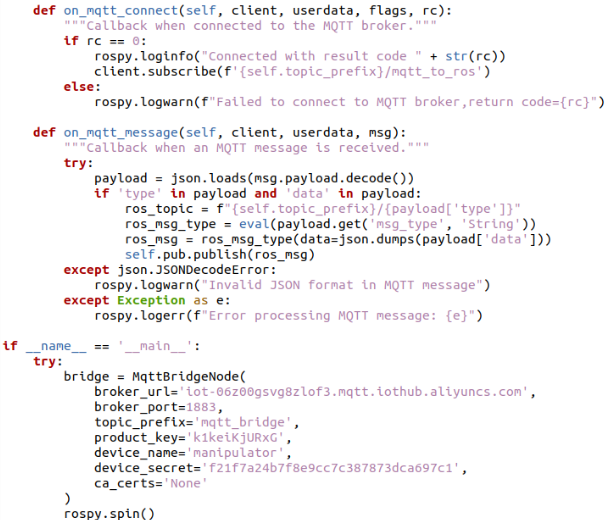 def on_mqtt_connect(self, client, userdata, flags, rc):
"""Callback when connected to the MQTT broker."""
if rc == 0:
rospy.loginfo("Connected with result code " + str(rc))
client.subscribe(f'{self.topic_prefix}/mqtt_to_ros')
else:
rospy.logwarn(f"Failed to connect to MQTT broker,return code={rc}")
def on_mqtt_message(self, client, userdata, msg):
"""Callback when an MQTT message is received."""
try:
payload = json.loads(msg.payload.decode())
if 'type' in payload and 'data' in payload:
ros_topic = f"{self.topic_prefix}/{payload['type']}"
ros_msg_type = eval(payload.get('msg_type', 'String'))
ros_msg = ros_msg_type(data=json.dumps(payload['data']))
self.pub.publish(ros_msg)
except json.JSONDecodeError:
rospy.logwarn("Invalid JSON format in MQTT message")
except Exception as e:
rospy.logerr(f"Error processing MQTT message: {e}")
if __name__ == '__main__':
try:
bridge = MqttBridgeNode(
broker_url='iot-06z00gsvg8zlof3.mqtt.iothub.aliyuncs.com',
broker_port=1883,
topic_prefix='mqtt_bridge',
product_key='k1keiKjURxG',
device_name='manipulator',
device_secret='f21f7a24b7f8e9cc7c387873dca697c1',
ca_certs='None'
)
rospy.spin()